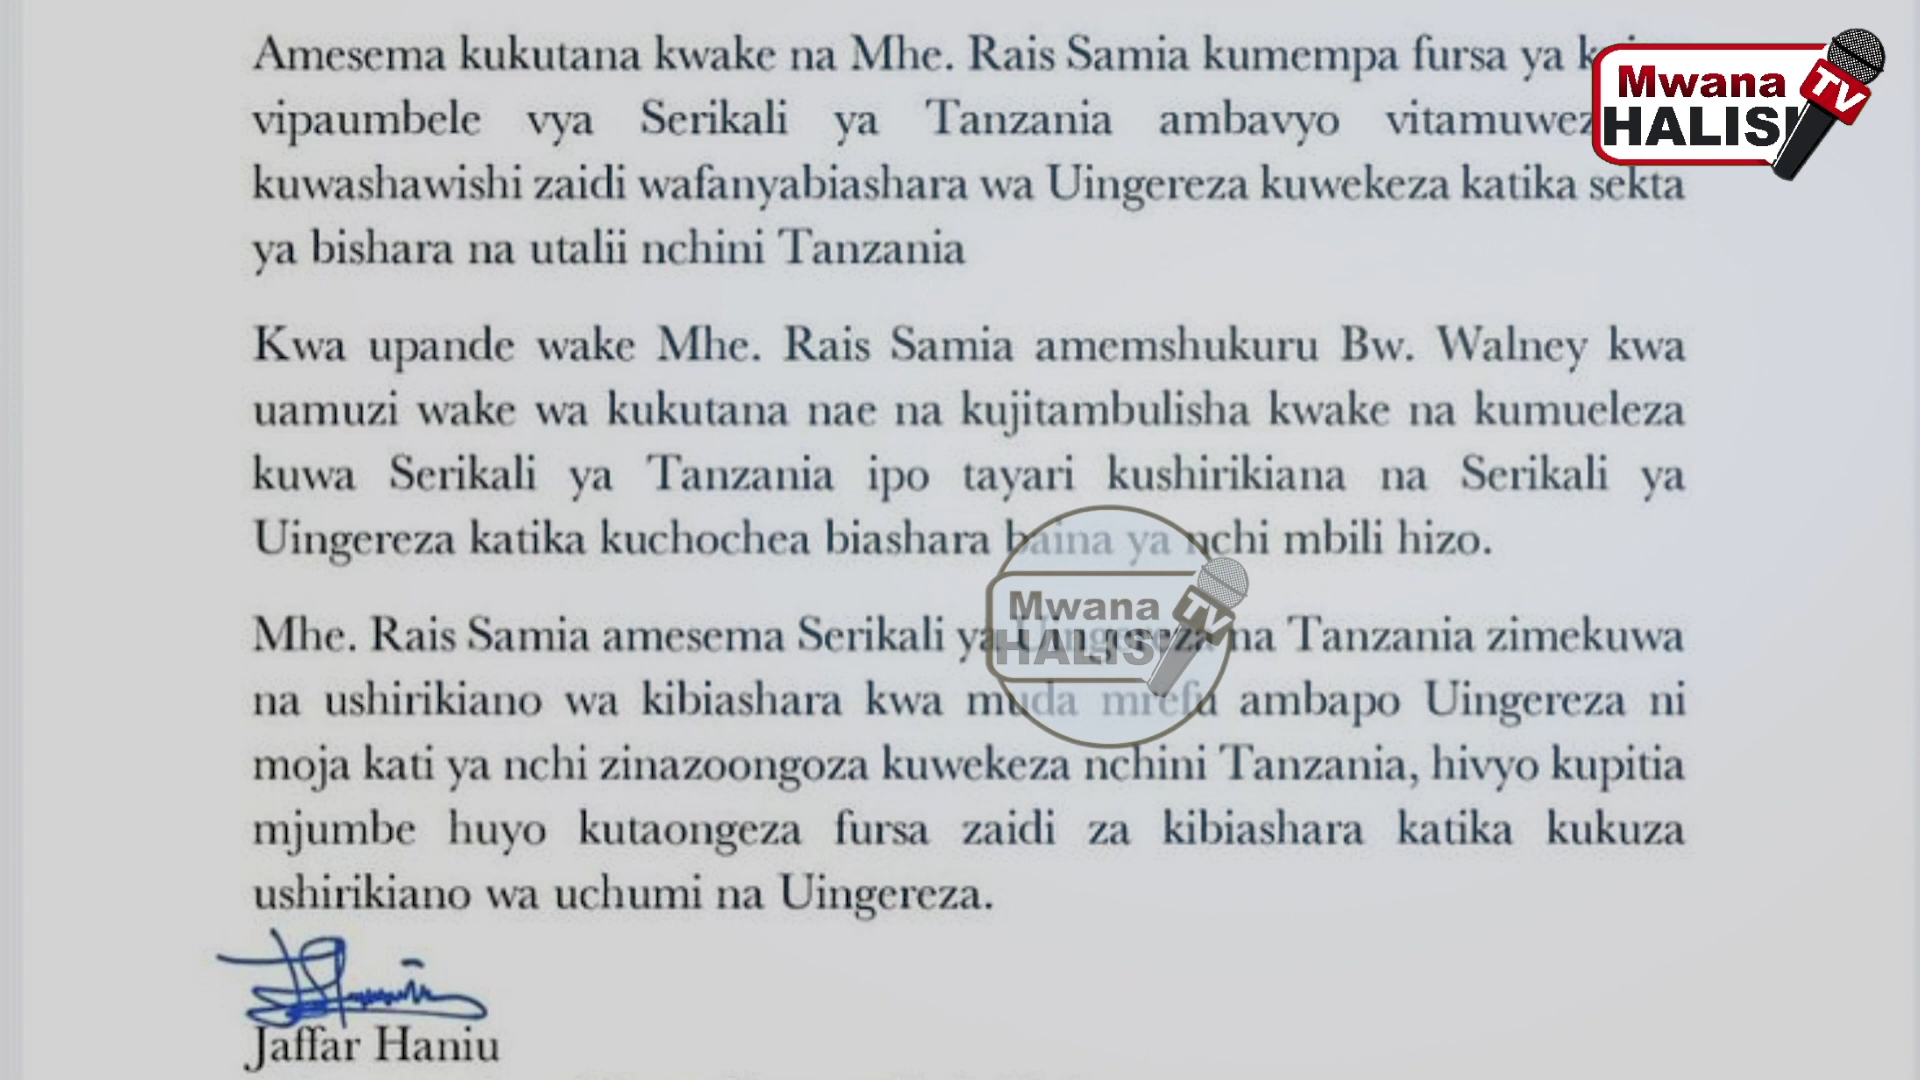 Amesema kukutana kwake na Mhe. Rais Samia kumempa fursa ya
vipaumbele vya Serikali ya Tanzania ambavyo
kuwashawishi zaidi wafanyabiashara wa Uingereza kuwekeza katika sekta
ya bishara na utalii nchini Tanzania
Kwa upande wake Mhe. Rais Samia amemshukuru Bw. Walney kwa
uamuzi wake wa kukutana nae na kujitambulisha kwake na kumueleza
kuwa Serikali ya Tanzania ipo tayari kushirikiana na Serikali ya
Uingereza katika kuchochea biashara baina ya nchi mbili hizo.
Mhe. Rais Samia amesema Serikali ya Uingereza na Tanzania zimekuwa
na ushirikiano wa kibiashara kwa muda mrefu ambapo Uingereza ni
moja kati ya nchi zinazoongoza kuwekeza nchini Tanzania, hivyo kupitia
mjumbe huyo kutaongeza fursa zaidi za kibiashara katika kukuza
ushirikiano wa uchumi na Uingereza.
Jaffar Haniu
Mwana
HALISI
TV
Mwana
HALISI
TV